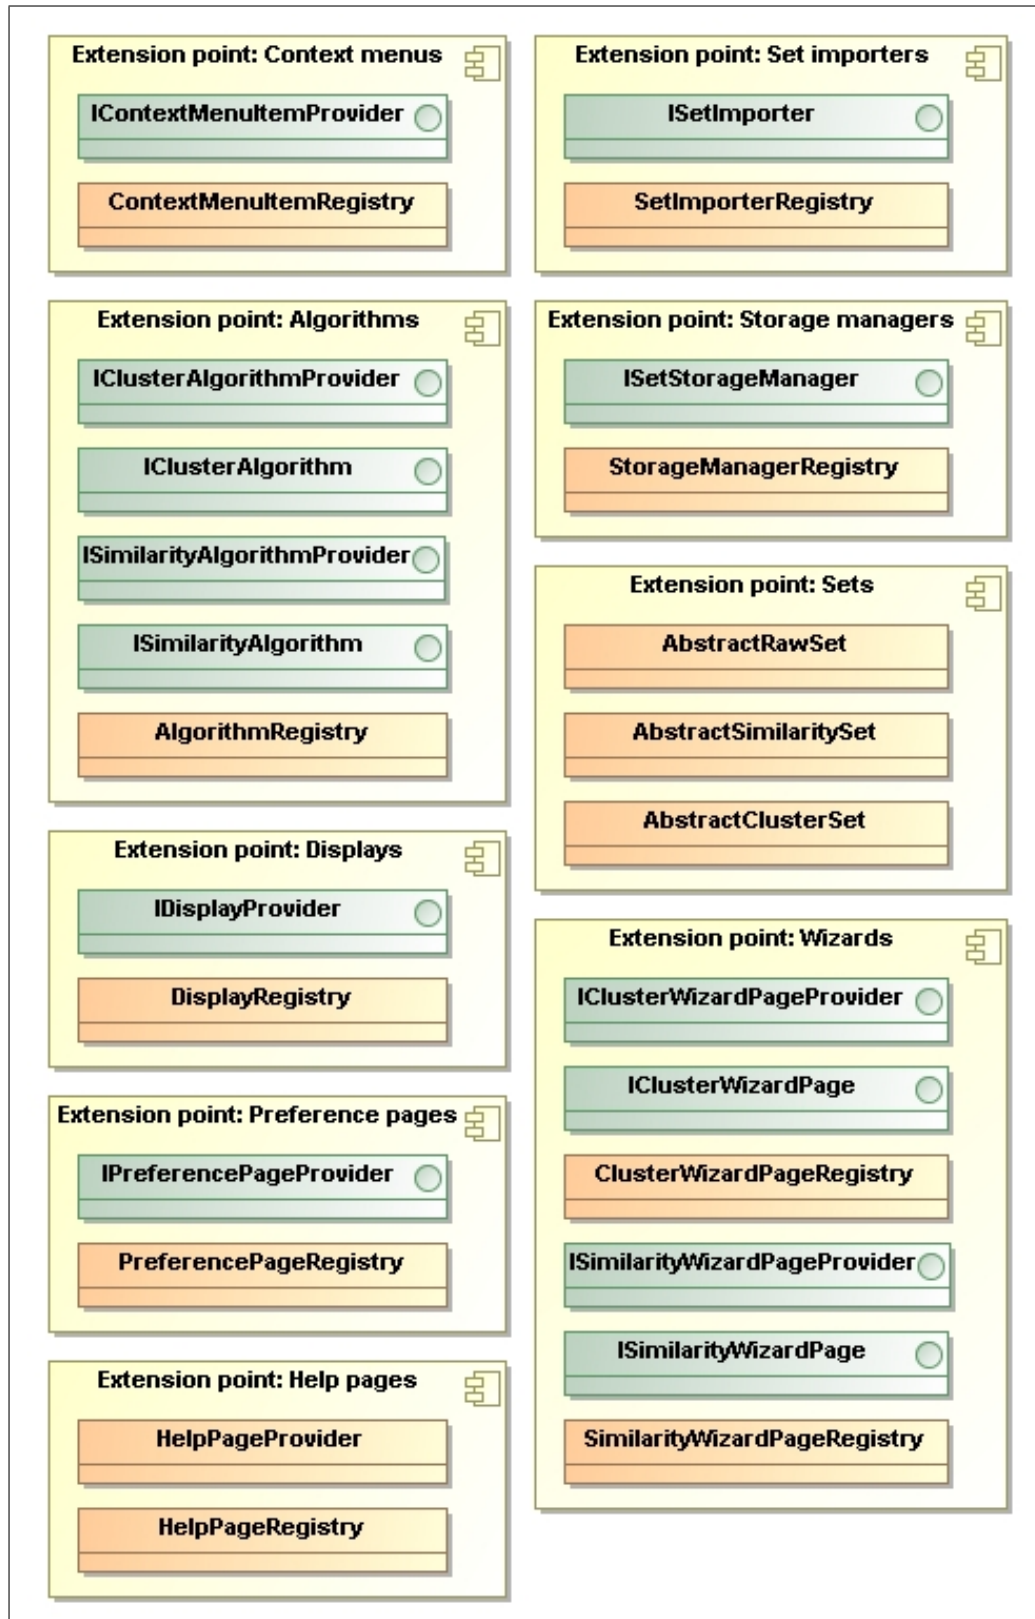 Extension point: Context menus
IContextMenuItemProvider
ContextMenuItemRegistry
Extension point: Algorithms
IClusterAlgorithmProvider
IClusterAlgorithm
ISimilarityAlgorithmProvider
ISimilarityAlgorithm
AlgorithmRegistry
Extension point: Displays
IDisplayProvider
DisplayRegistry
Extension point: Preference pages
IPreferencePageProvider
PreferencePageRegistry
Extension point: Help pages
HelpPageProvider
HelpPageRegistry
Extension point: Set importers
ISetImporter
SetImporterRegistry
Extension point: Storage managers
ISetStorageManager
StorageManagerRegistry
Extension point: Sets
AbstractRawSet
AbstractSimilaritySet
AbstractClusterSet
Extension point: Wizards
IClusterWizardPageProvider
IClusterWizardPage
ClusterWizardPageRegistry
ISimilarityWizardPageProvider
ISimilarityWizardPage
SimilarityWizardPageRegistry